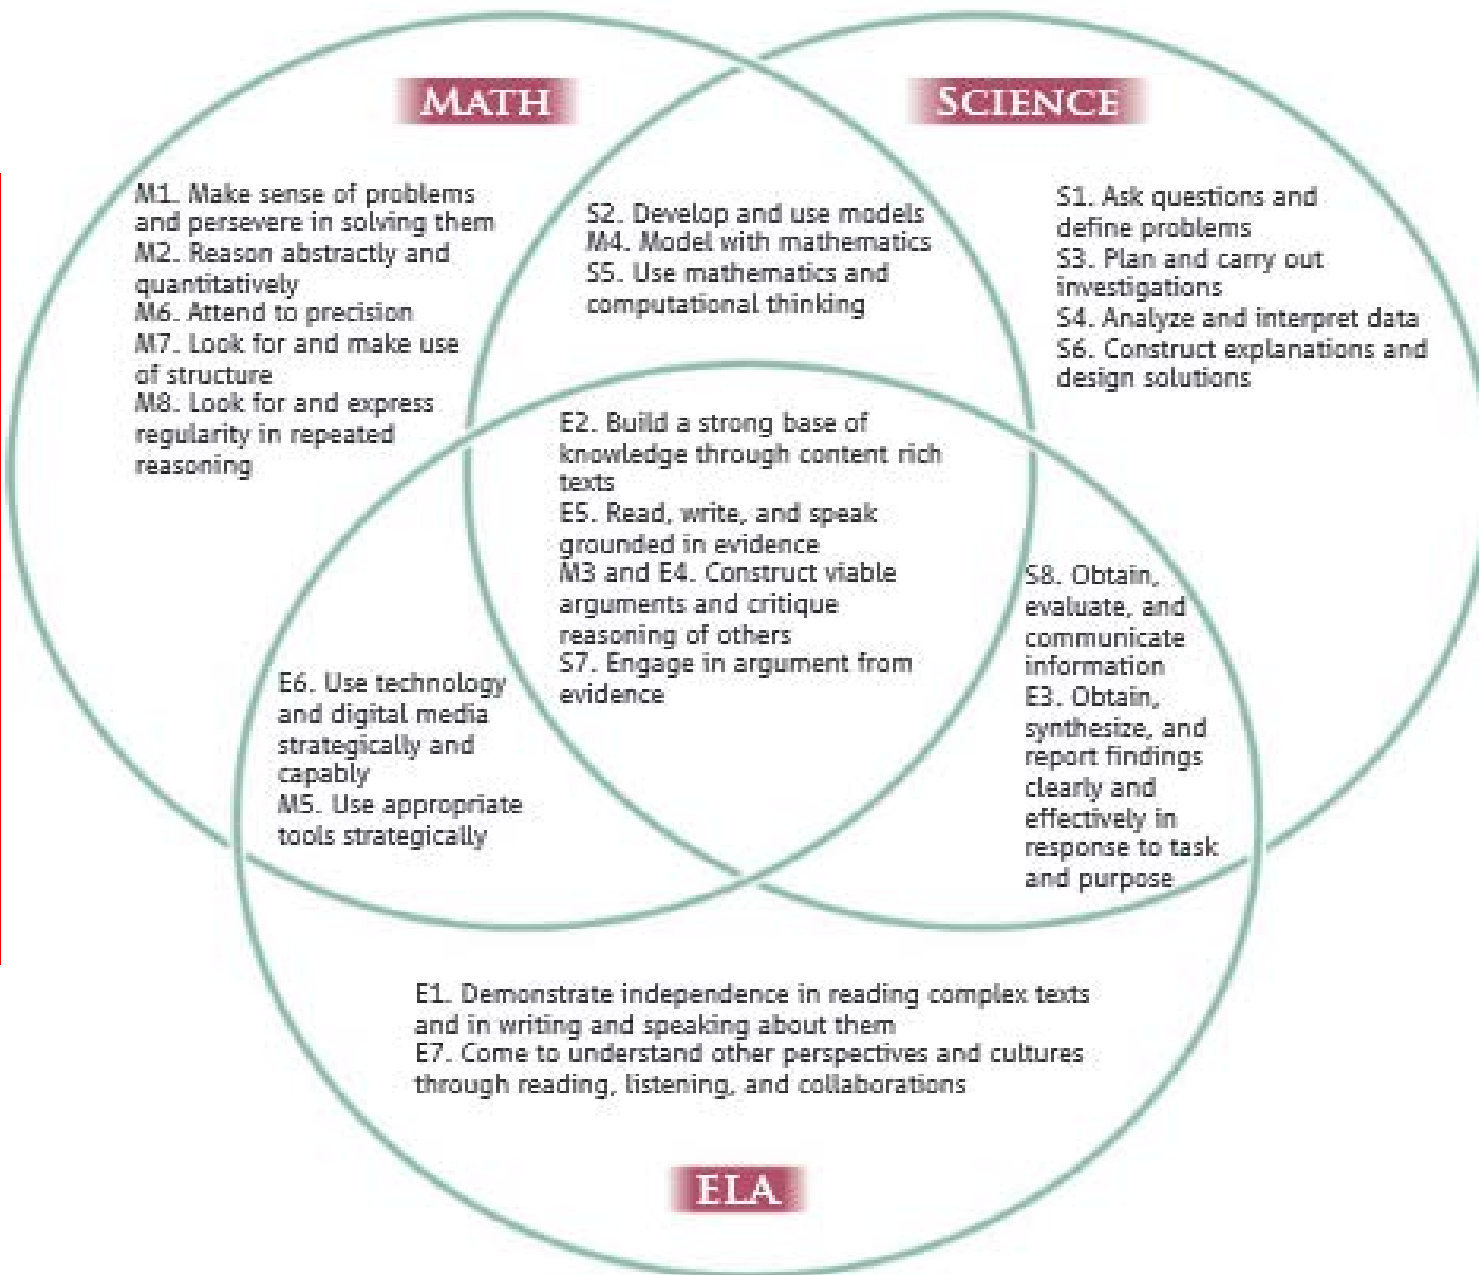 MATH
SCIENCE
M1. Make sense of problems
and persevere in solving them
M2. Reason abstractly and
quantitatively
M6. Attend to precision
M7. Look for and make use
of structure
M8. Look for and express
regularity in repeated
reasoning
S2. Develop and use models
M4. Model with mathematics
S5. Use mathematics and
computational thinking
S1. Ask questions and
define problems
S3. Plan and carry out
investigations
S4. Analyze and interpret data
S6. Construct explanations and
design solutions
E2. Build a strong base of
knowledge through content rich
texts
E5. Read, write, and speak
grounded in evidence
M3 and E4. Construct viable
arguments and critique
reasoning of others
S7. Engage in argument from
evidence
E6. Use technology
and digital media
strategically and
capably
M5. Use appropriate
tools strategically
S8. Obtain,
evaluate, and
communicate
information
E3. Obtain,
synthesize, and
report findings
clearly and
effectively in
response to task
and purpose
E1. Demonstrate independence in reading complex texts
and in writing and speaking about them
E7. Come to understand other perspectives and cultures
through reading, listening, and collaborations
ELA